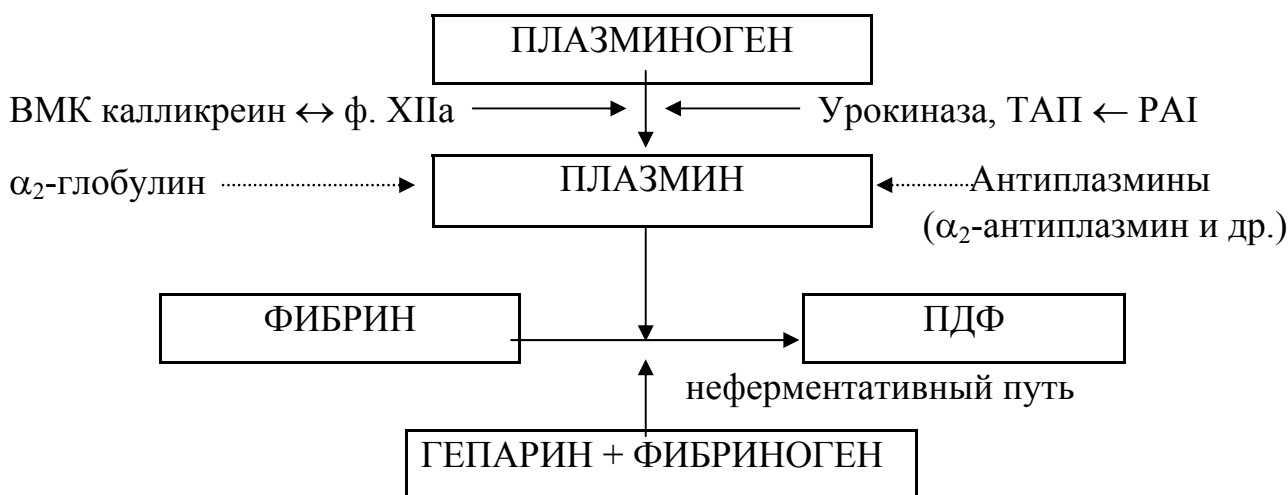 ПЛАЗМИНОГЕН
ВМК калликреин ↔ ф. XIIа
Урокиназа, ТАП ← PAI
α₂-глобулин
ПЛАЗМИН
Антиплазмины
(α₂-антиплазмин и др.)
ФИБРИН
ПДФ
неферментативный путь
ГЕПАРИН + ФИБРИНОГЕН